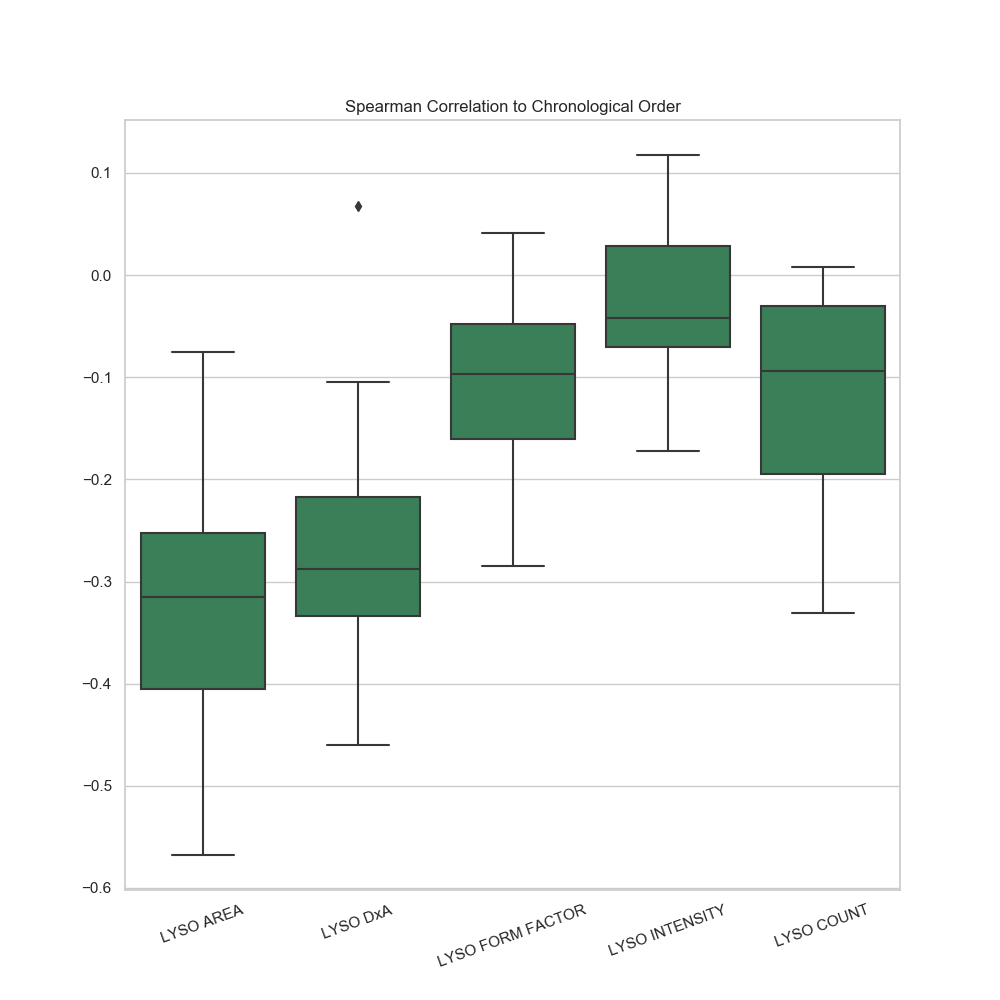 Spearman Correlation to Chronological Order
0.1
0.0
−0.1
−0.2
−0.3
−0.4
−0.5
−0.6
LYSO AREA
LYSO DxA
LYSO FORM FACTOR
LYSO INTENSITY
LYSO COUNT